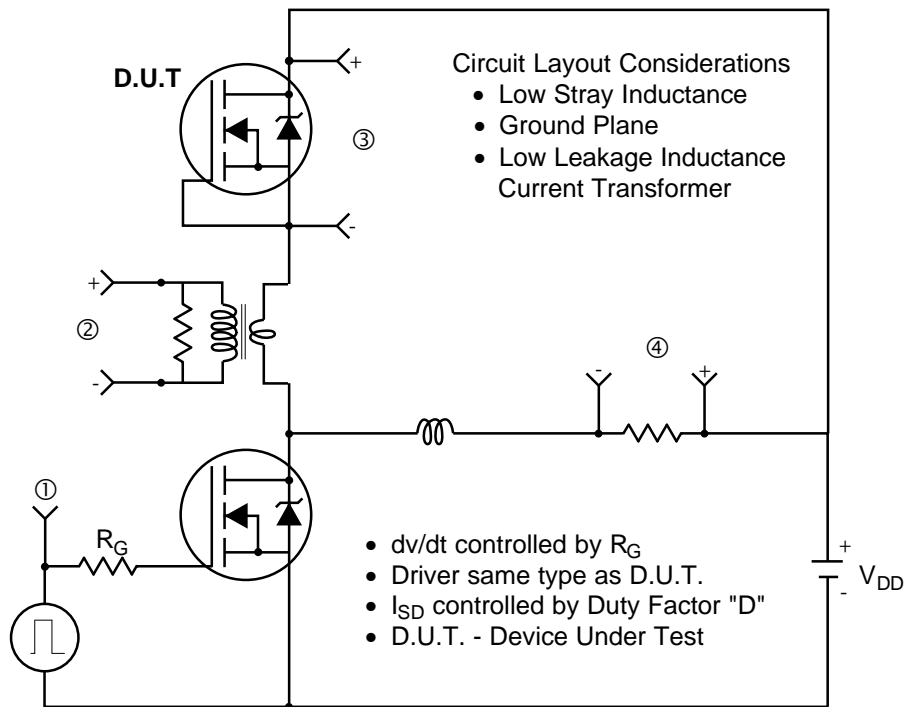 D.U.T
+
-
③
Circuit Layout Considerations
• Low Stray Inductance
• Ground Plane
• Low Leakage Inductance
Current Transformer
+
②
-
④
-
+
①
RG
• dv/dt controlled by RG
• Driver same type as D.U.T.
• ISD controlled by Duty Factor "D"
• D.U.T. - Device Under Test
+
VDD
-